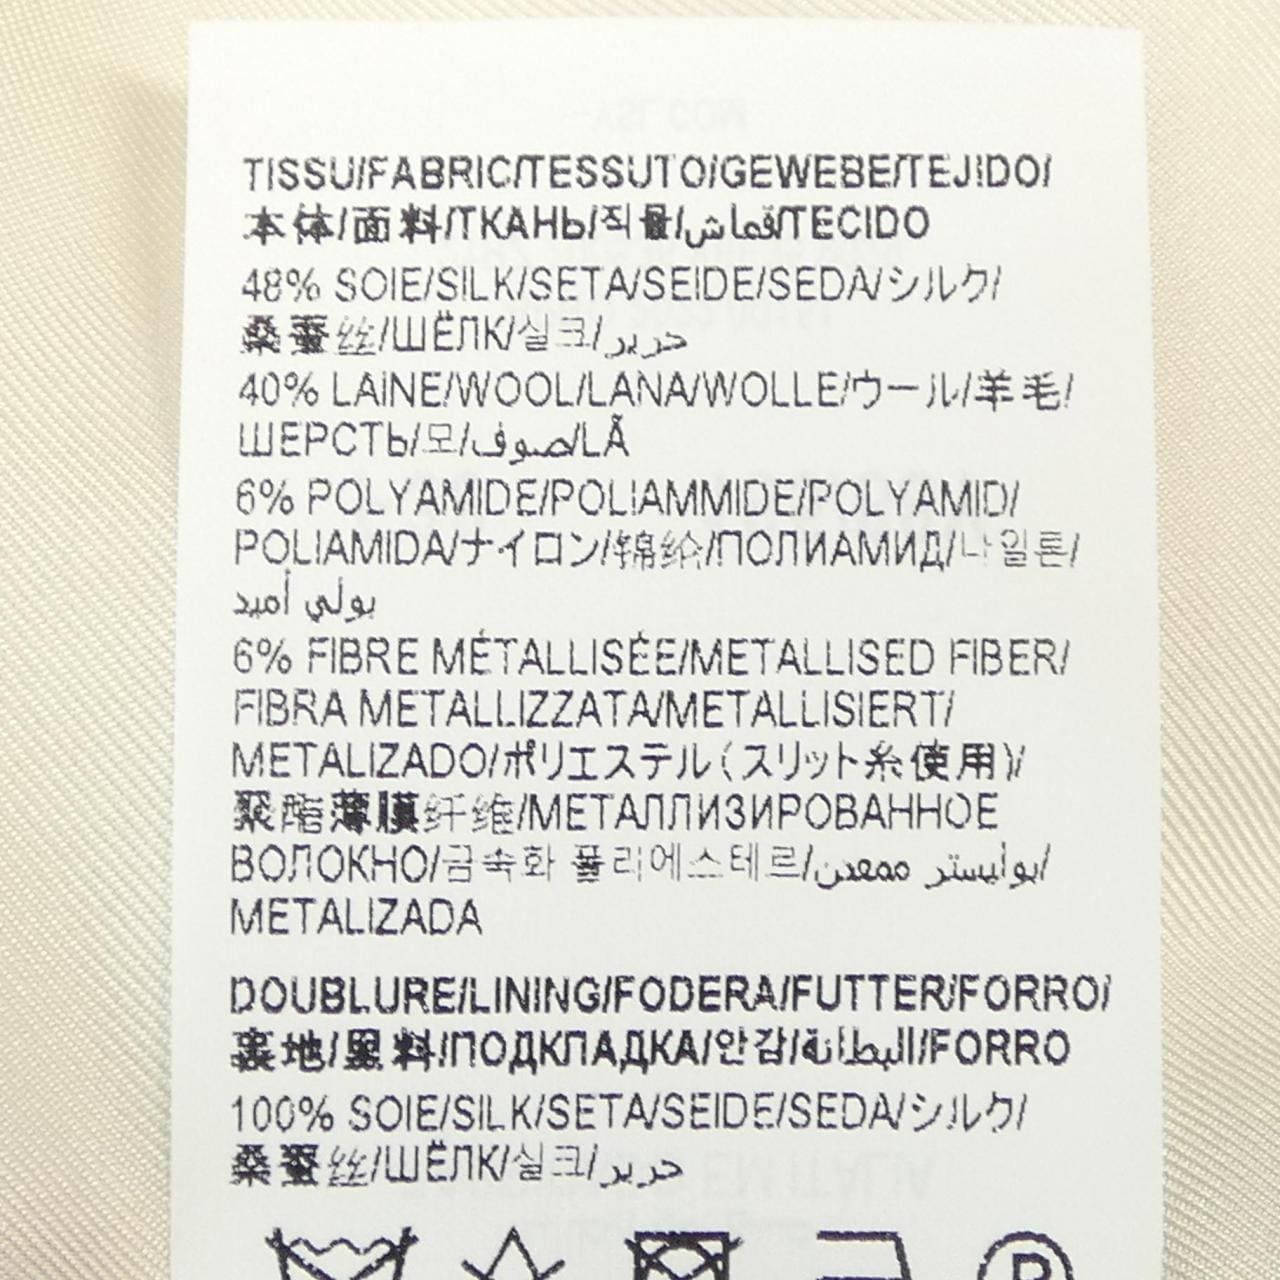 TISSU/FABRIC/TESSUTO/GEWEBE/TEJIDO/
本体/面料/ТКАНЬ/직물/قماش/TECIDO
48% SOIE/SILK/SETA/SEIDE/SEDA/シルク/
桑蚕丝/ШЁЛК/실크/حرير
40% LAINE/WOOL/LANA/WOLLE/ウール/羊毛/
ШЕРСТЬ/모/صوف/LÃ
6% POLYAMIDE/POLIAMMIDE/POLYAMID/
POLIAMIDA/ナイロン/锦纶/ПОЛИАМИД/나일론/
بولي أميد
6% FIBRE MÉTALLISÉE/METALLISED FIBER/
FIBRA METALLIZZATA/METALLISIERT/
METALIZADO/ポリエステル(スリット糸使用)/
聚酯薄膜纤维/МЕТАЛЛИЗИРОВАННОЕ
ВОЛОКНО/금속화 폴리에스테르/بوليستر ممعدن/
METALIZADA
DOUBLURE/LINING/FODERA/FUTTER/FORRO/
裏地/里料/ПОДКЛАДКА/안감/البطانة/FORRO
100% SOIE/SILK/SETA/SEIDE/SEDA/シルク/
桑蚕丝/ШЁЛК/실크/حرير
P